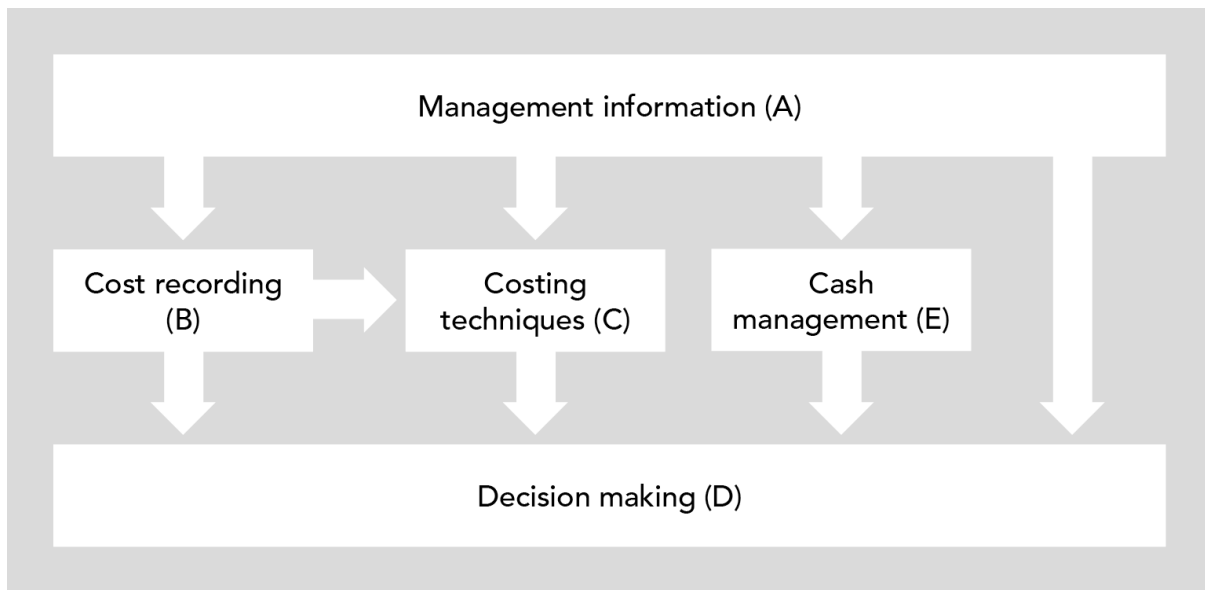 Management information (A)
Cost recording
(B)
Costing
techniques (C)
Cash
management (E)
Decision making (D)